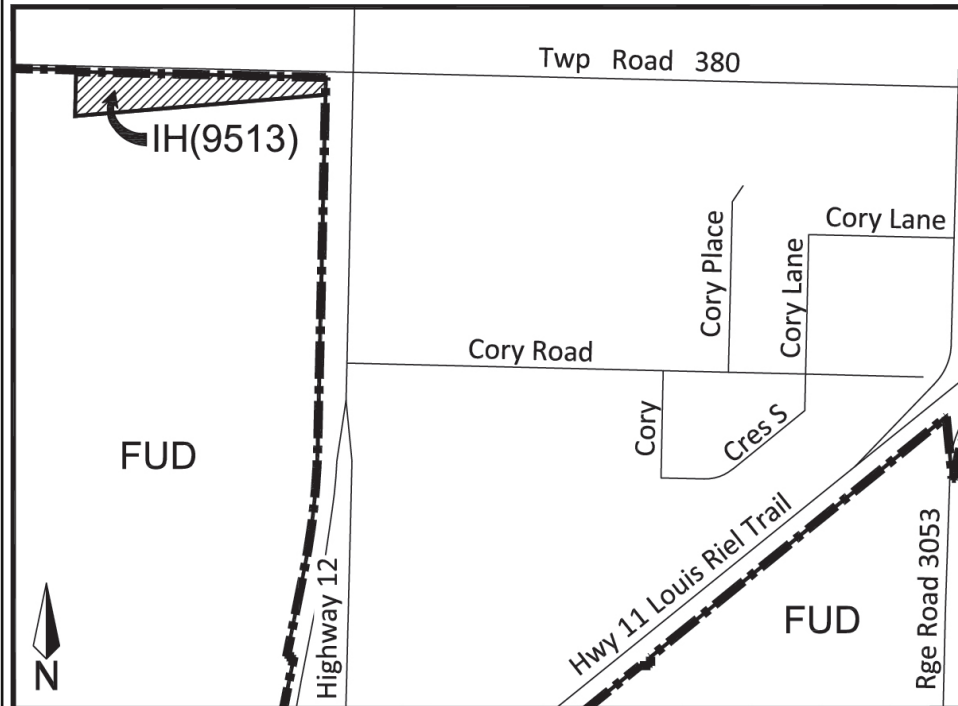 Twp Road 380
IH(9513)
Cory Place
Cory Lane
Cory Lane
Cory Road
Cory
Cres S
FUD
Highway 12
Hwy 11 Louis Riel Trail
FUD
Rge Road 3053
N